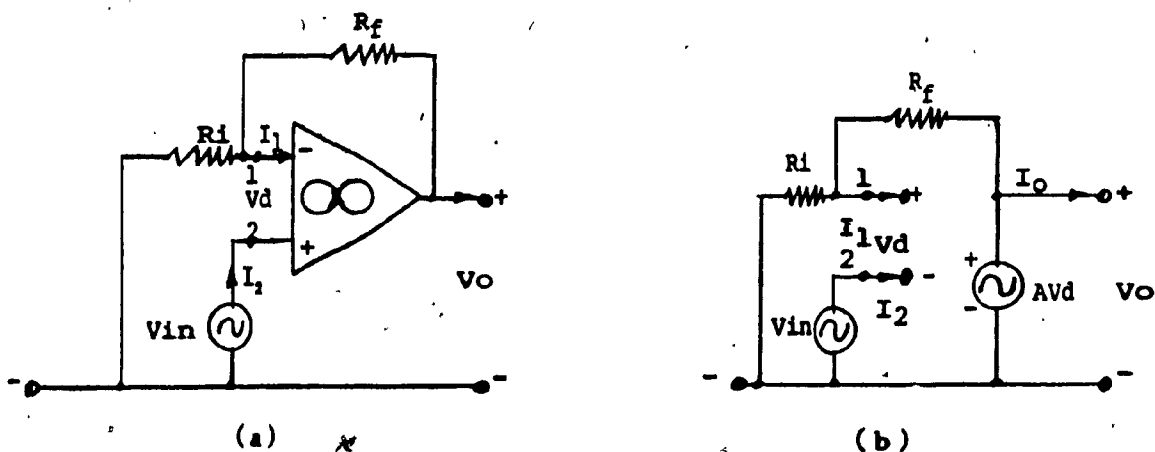 Rf
Ri
I1
-
1
Vd
2
+
I2
Vin
+
Vo
-
-
(a)
Rf
Ri
1
+
I1
Vd
2
-
I2
Vin
Io
+
+
-
AVd
Vo
-
-
(b)